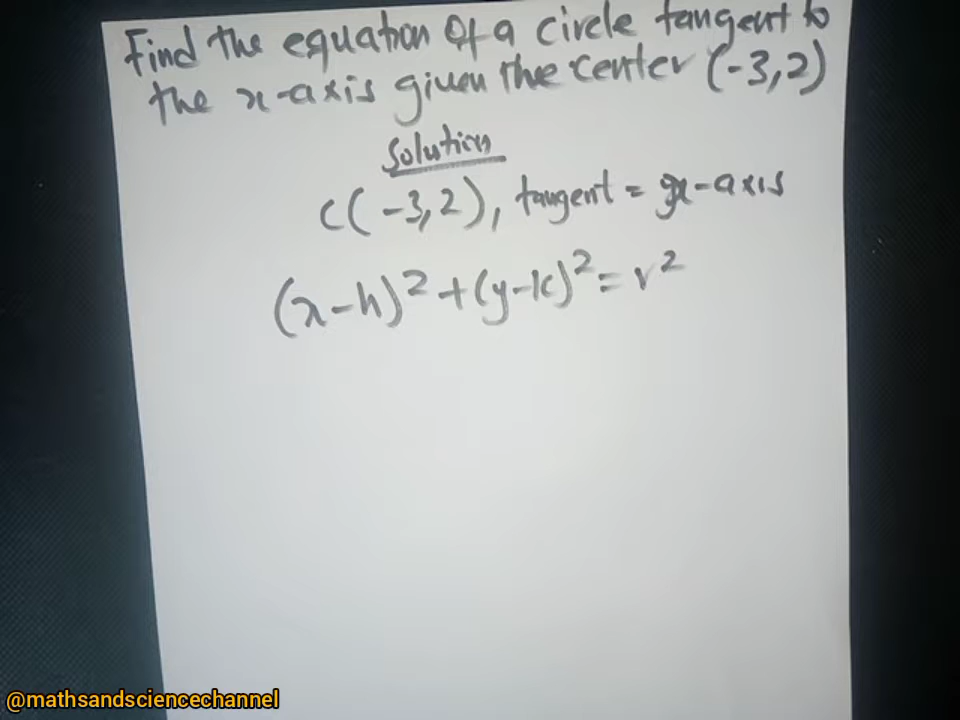 Find the equation of a circle tangent to
the x-axis given the center (-3,2)
Solution
C(-3,2), tangent = x-axis
(x-h)²+(y-k)²=r²
@mathsandsciencechannel